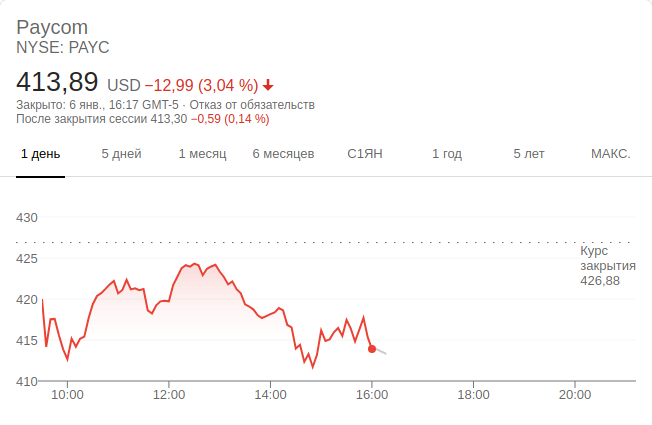 Paycom
NYSE: PAYC
413,89 USD −12,99 (3,04 %)
Закрыто: 6 янв., 16:17 GMT-5 · Отказ от обязательств
После закрытия сессии 413,30 −0,59 (0,14 %)
1 день 5 дней 1 месяц 6 месяцев С1ЯН 1 год 5 лет МАКС.
430
Курс
закрытия
426,88
425
420
415
410
10:00 12:00 14:00 16:00 18:00 20:00